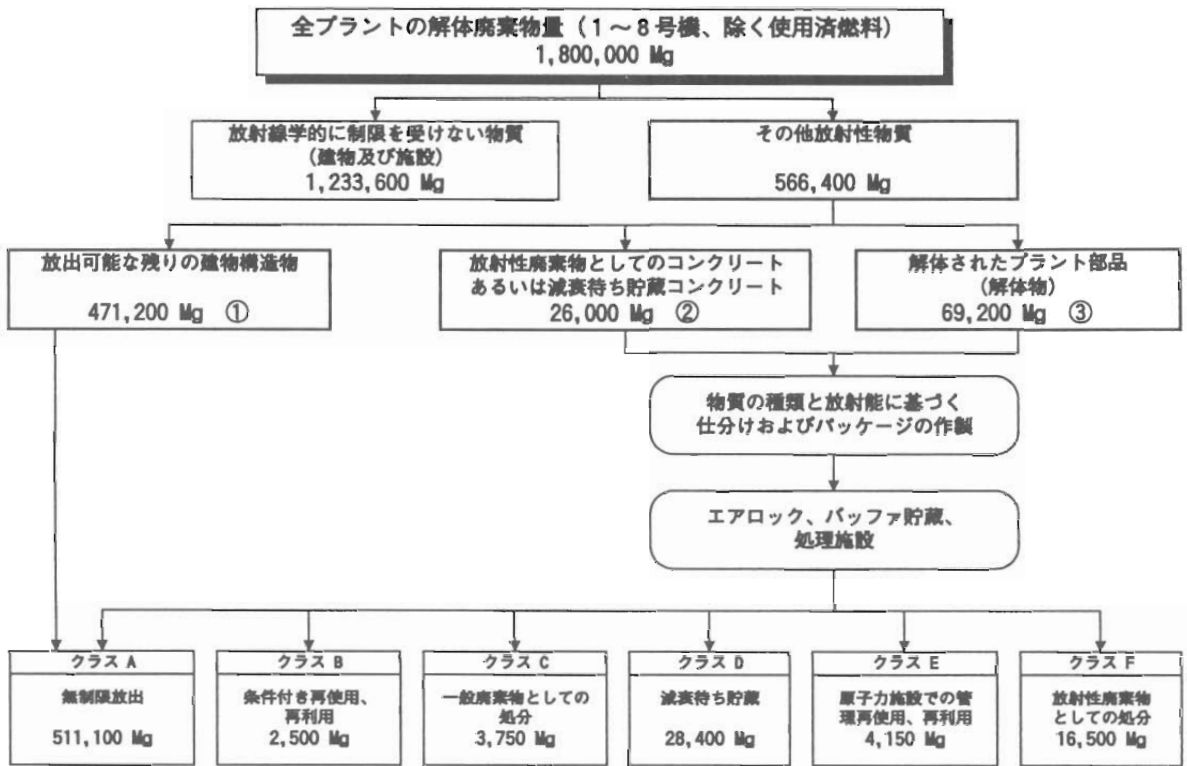 全プラントの解体廃棄物量（1～8号機、除く使用済燃料）
1,800,000 Mg
放射線学的に制限を受けない物質
(建物及び施設)
1,233,600 Mg
その他放射性物質
566,400 Mg
放出可能な残りの建物構造物
471,200 Mg ①
放射性廃棄物としてのコンクリート
あるいは減衰待ち貯蔵コンクリート
26,000 Mg ②
解体されたプラント部品
(解体物)
69,200 Mg ③
物質の種類と放射能に基づく
仕分けおよびパッケージの作製
エアロック、バッファ貯蔵、
処理施設
クラス A
無制限放出
511,100 Mg
クラス B
条件付き再使用、
再利用
2,500 Mg
クラス C
一般廃棄物としての
処分
3,750 Mg
クラス D
減衰待ち貯蔵
28,400 Mg
クラス E
原子力施設での管
理再使用、再利用
4,150 Mg
クラス F
放射性廃棄物
としての処分
16,500 Mg